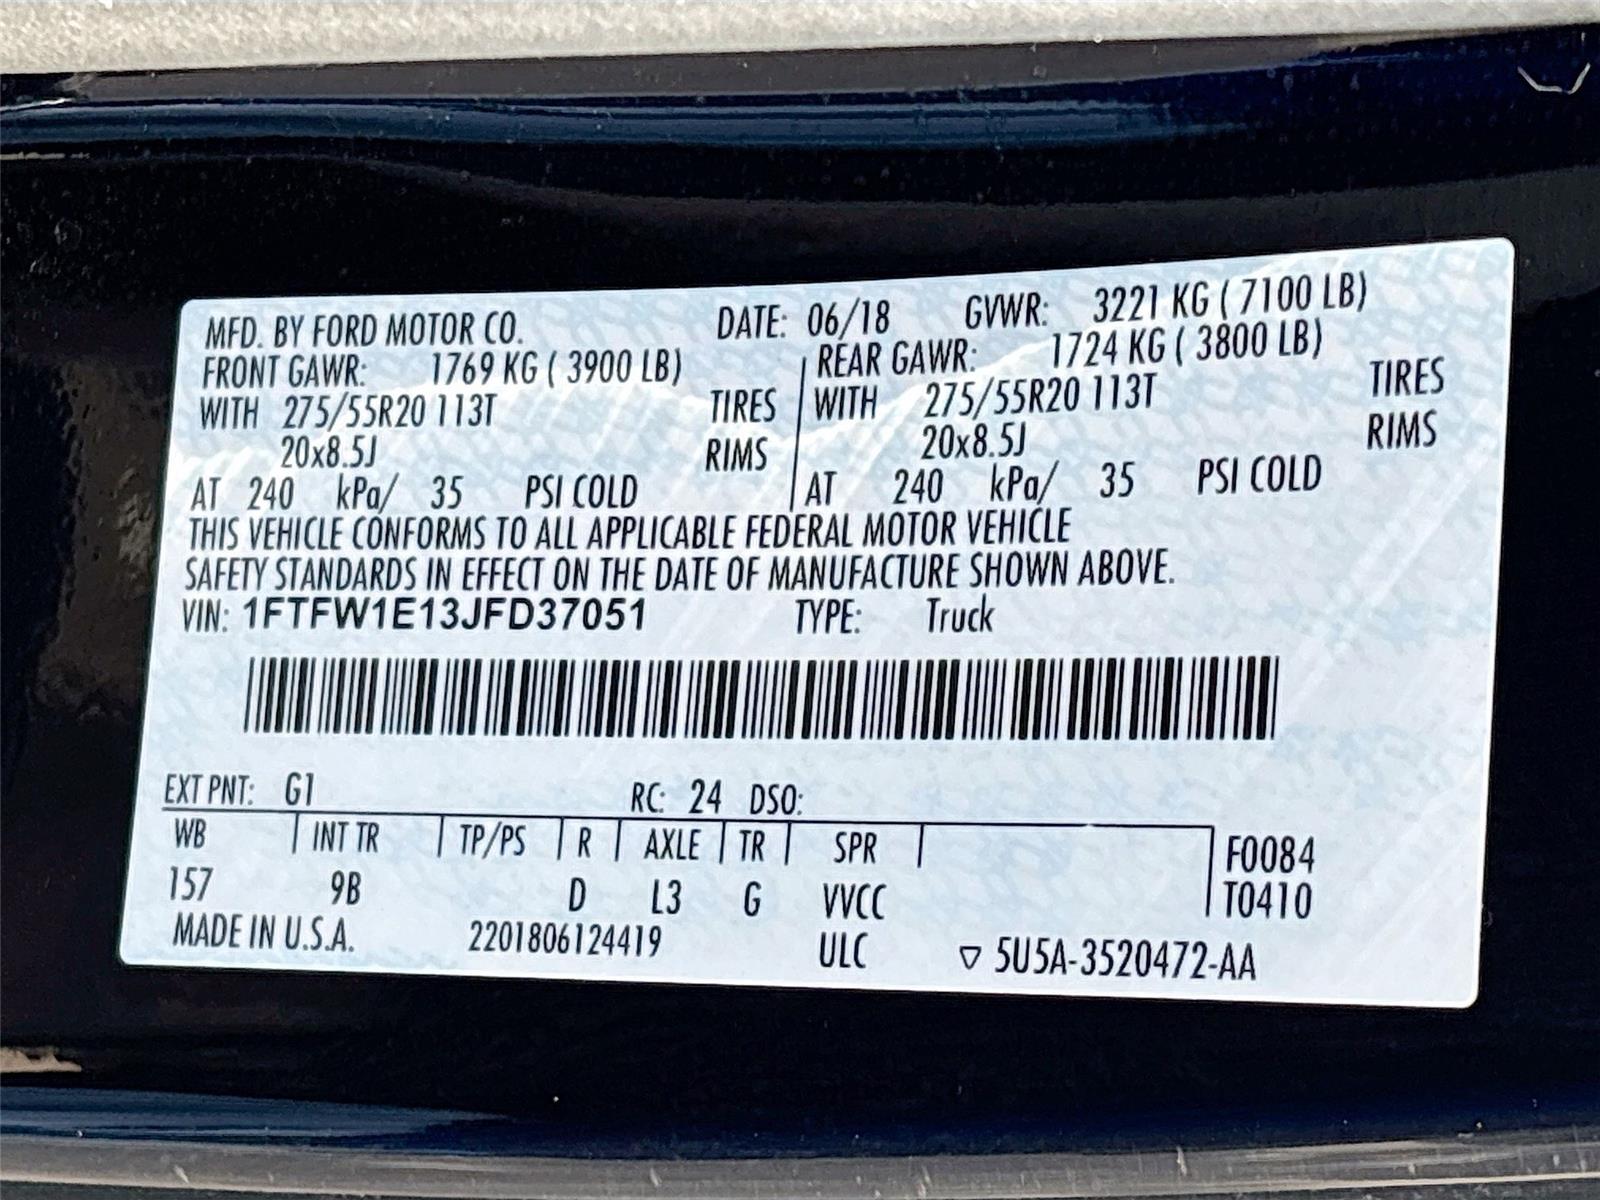 MFD. BY FORD MOTOR CO. DATE: 06/18 GVWR: 3221 KG ( 7100 LB)
FRONT GAWR: 1769 KG ( 3900 LB) REAR GAWR: 1724 KG ( 3800 LB)
WITH 275/55R20 113T TIRES WITH 275/55R20 113T TIRES
20x8.5J RIMS 20x8.5J RIMS
AT 240 kPa/ 35 PSI COLD AT 240 kPa/ 35 PSI COLD
THIS VEHICLE CONFORMS TO ALL APPLICABLE FEDERAL MOTOR VEHICLE
SAFETY STANDARDS IN EFFECT ON THE DATE OF MANUFACTURE SHOWN ABOVE.
VIN: 1FTFW1E13JFD37051 TYPE: Truck
EXT PNT: G1 RC: 24 DSO:
WB INT TR TP/PS R AXLE TR SPR F0084
157 9B D L3 G VVCC T0410
MADE IN U.S.A. 2201806124419 ULC ▽ 5U5A-3520472-AA